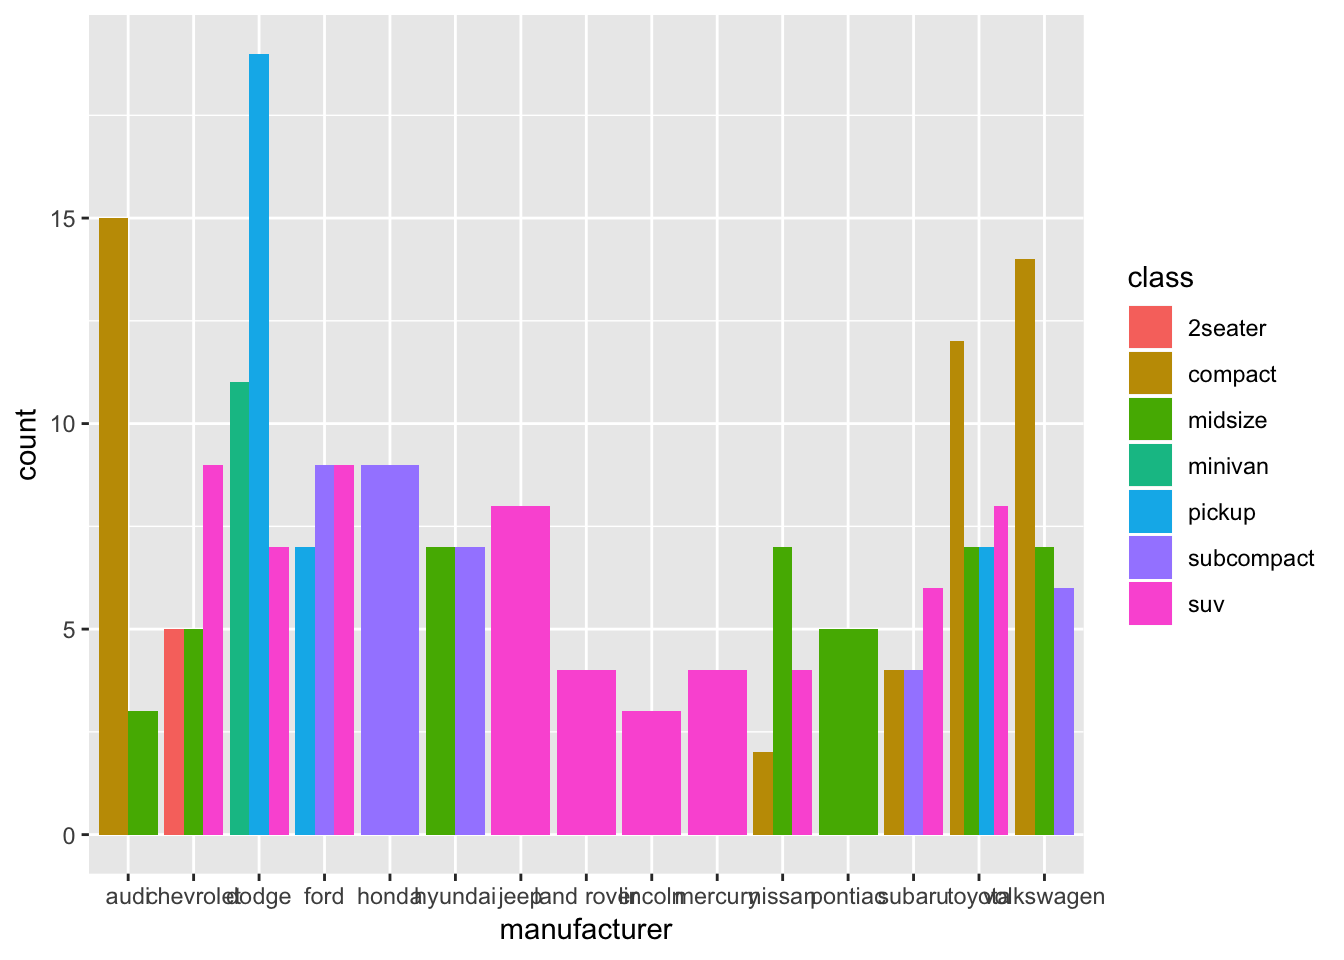 count
15
10
5
0
audi chevrolet dodge ford honda hyundai jeep land rover lincoln mercury nissan pontiac subaru toyota volkswagen
manufacturer
class
2seater
compact
midsize
minivan
pickup
subcompact
suv